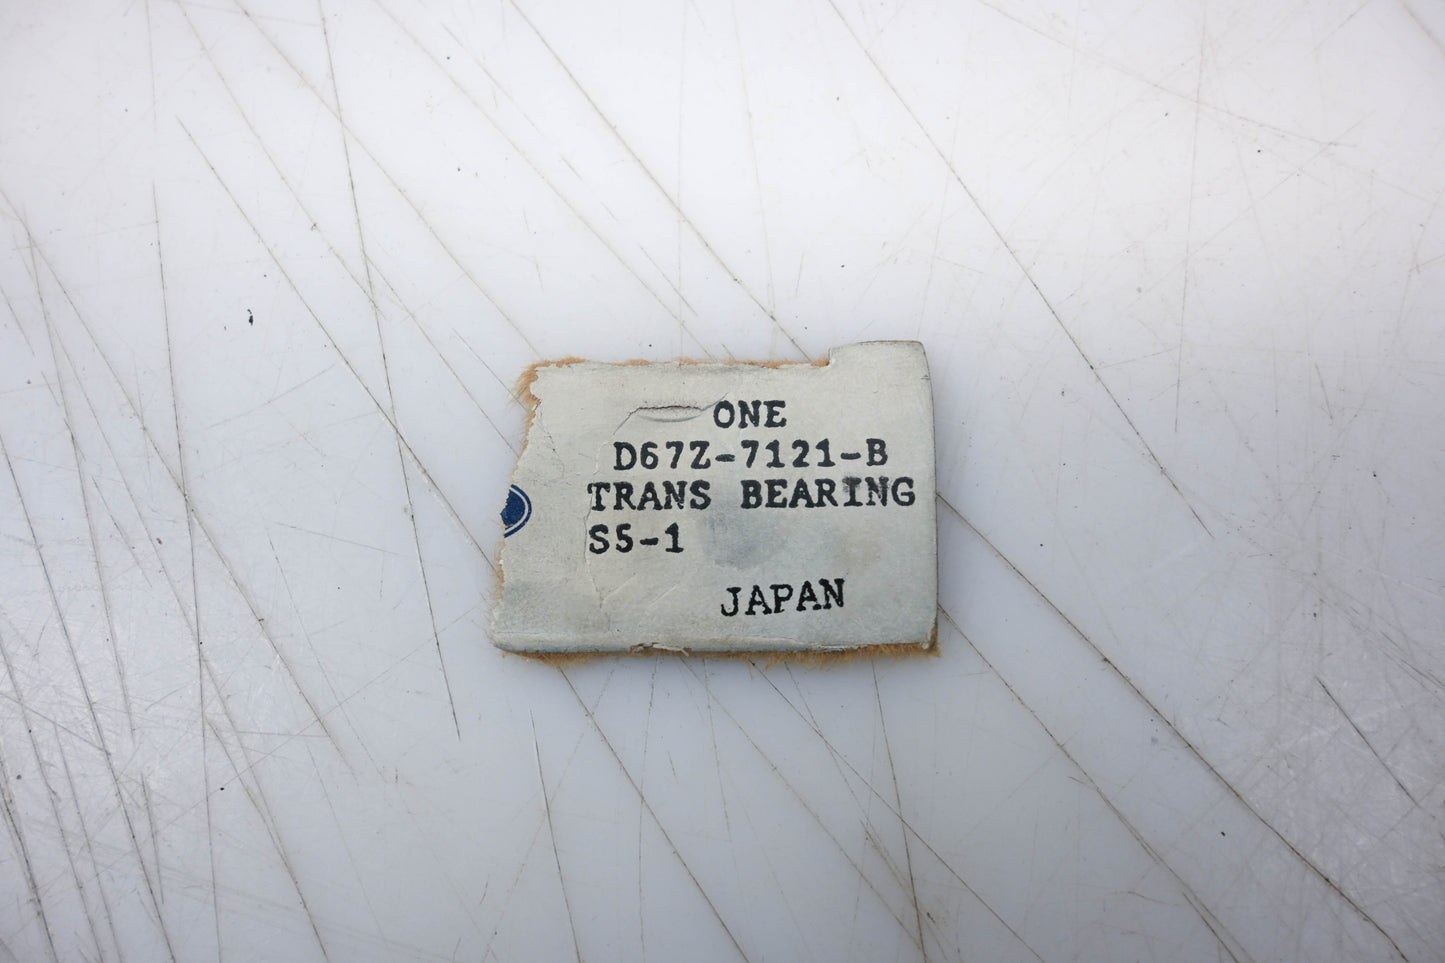 ONE
D67Z-7121-B
TRANS BEARING
S5-1
JAPAN